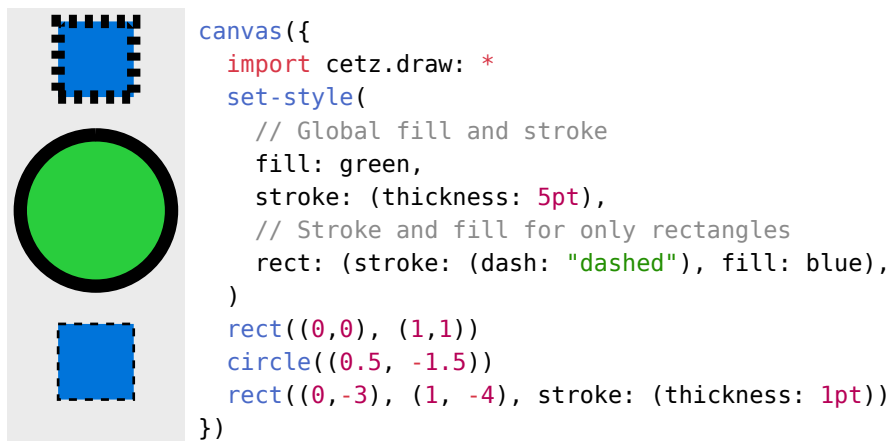 canvas({
  import cetz.draw: *
  set-style(
    // Global fill and stroke
    fill: green,
    stroke: (thickness: 5pt),
    // Stroke and fill for only rectangles
    rect: (stroke: (dash: "dashed"), fill: blue),
  )
  rect((0,0), (1,1))
  circle((0.5, -1.5))
  rect((0,-3), (1, -4), stroke: (thickness: 1pt))
})